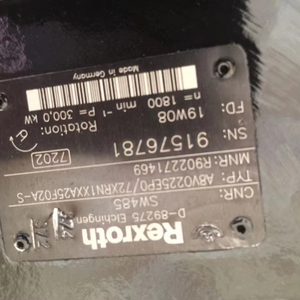 Rexroth
D-89275 Elchingen
CNR: SW485
TYP: A8VO225EP0/72XRN1XXA25F02A-S
MNR: R902271469
7202
SN: 91576781
Rotation:
FD: 19W08
n= 1800 min⁻¹ P= 300,0 kW
Made in Germany